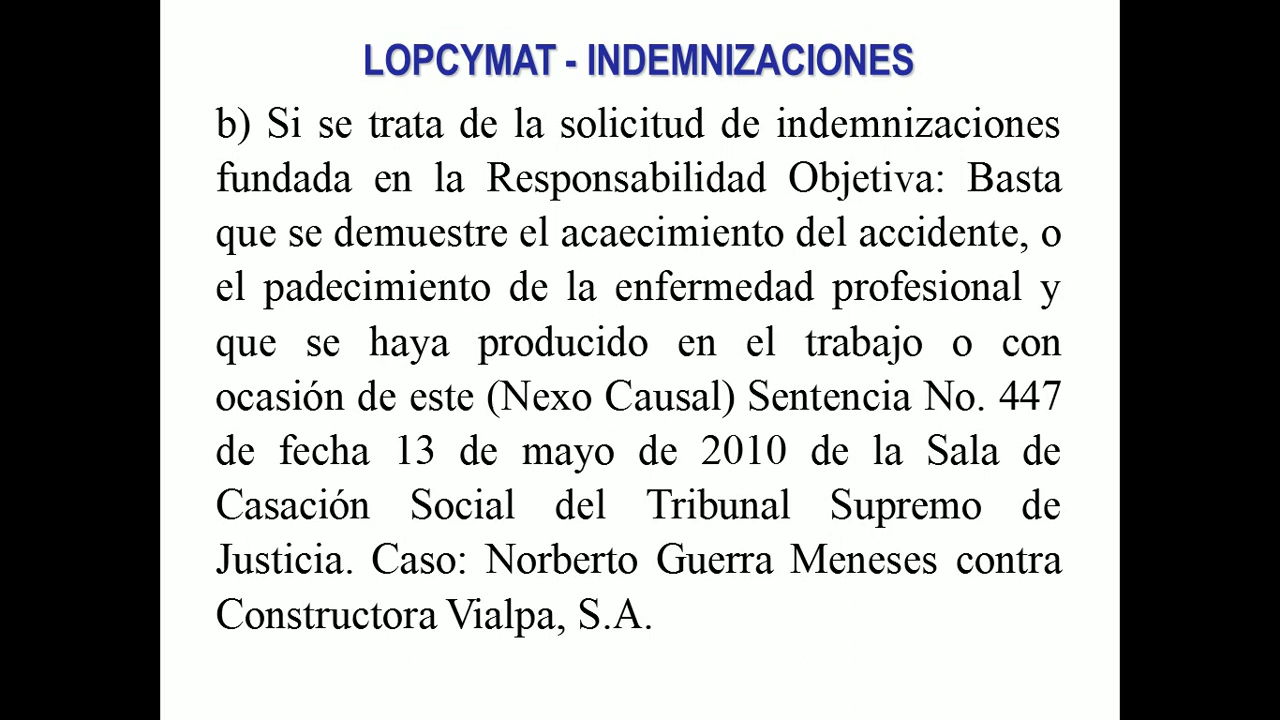 LOPCYMAT - INDEMNIZACIONES
b) Si se trata de la solicitud de indemnizaciones
fundada en la Responsabilidad Objetiva: Basta
que se demuestre el acaecimiento del accidente, o
el padecimiento de la enfermedad profesional y
que se haya producido en el trabajo o con
ocasión de este (Nexo Causal) Sentencia No. 447
de fecha 13 de mayo de 2010 de la Sala de
Casación Social del Tribunal Supremo de
Justicia. Caso: Norberto Guerra Meneses contra
Constructora Vialpa, S.A.